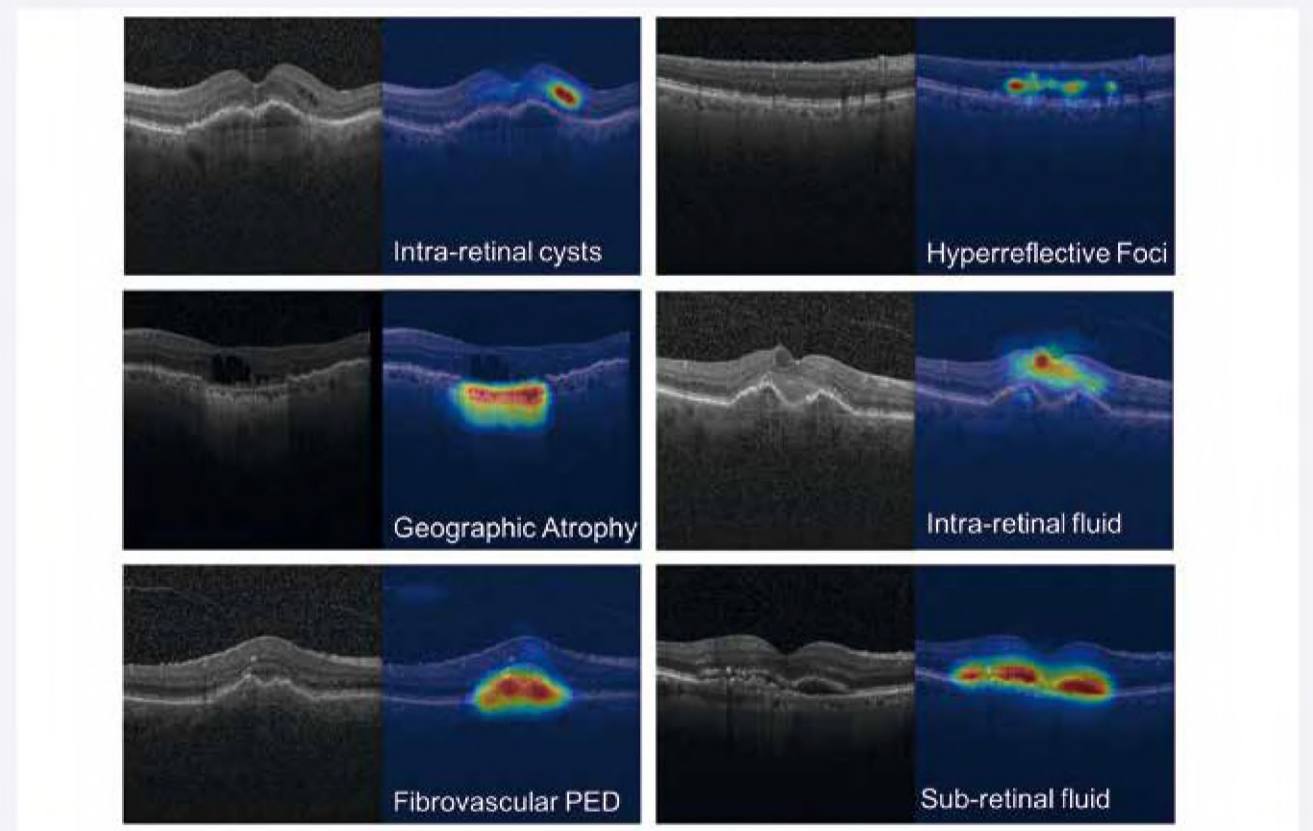 Intra-retinal cysts
Hyperreflective Foci
Geographic Atrophy
Intra-retinal fluid
Fibrovascular PED
Sub-retinal fluid